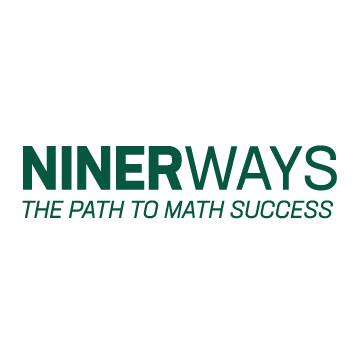 NINERWAYS
THE PATH TO MATH SUCCESS